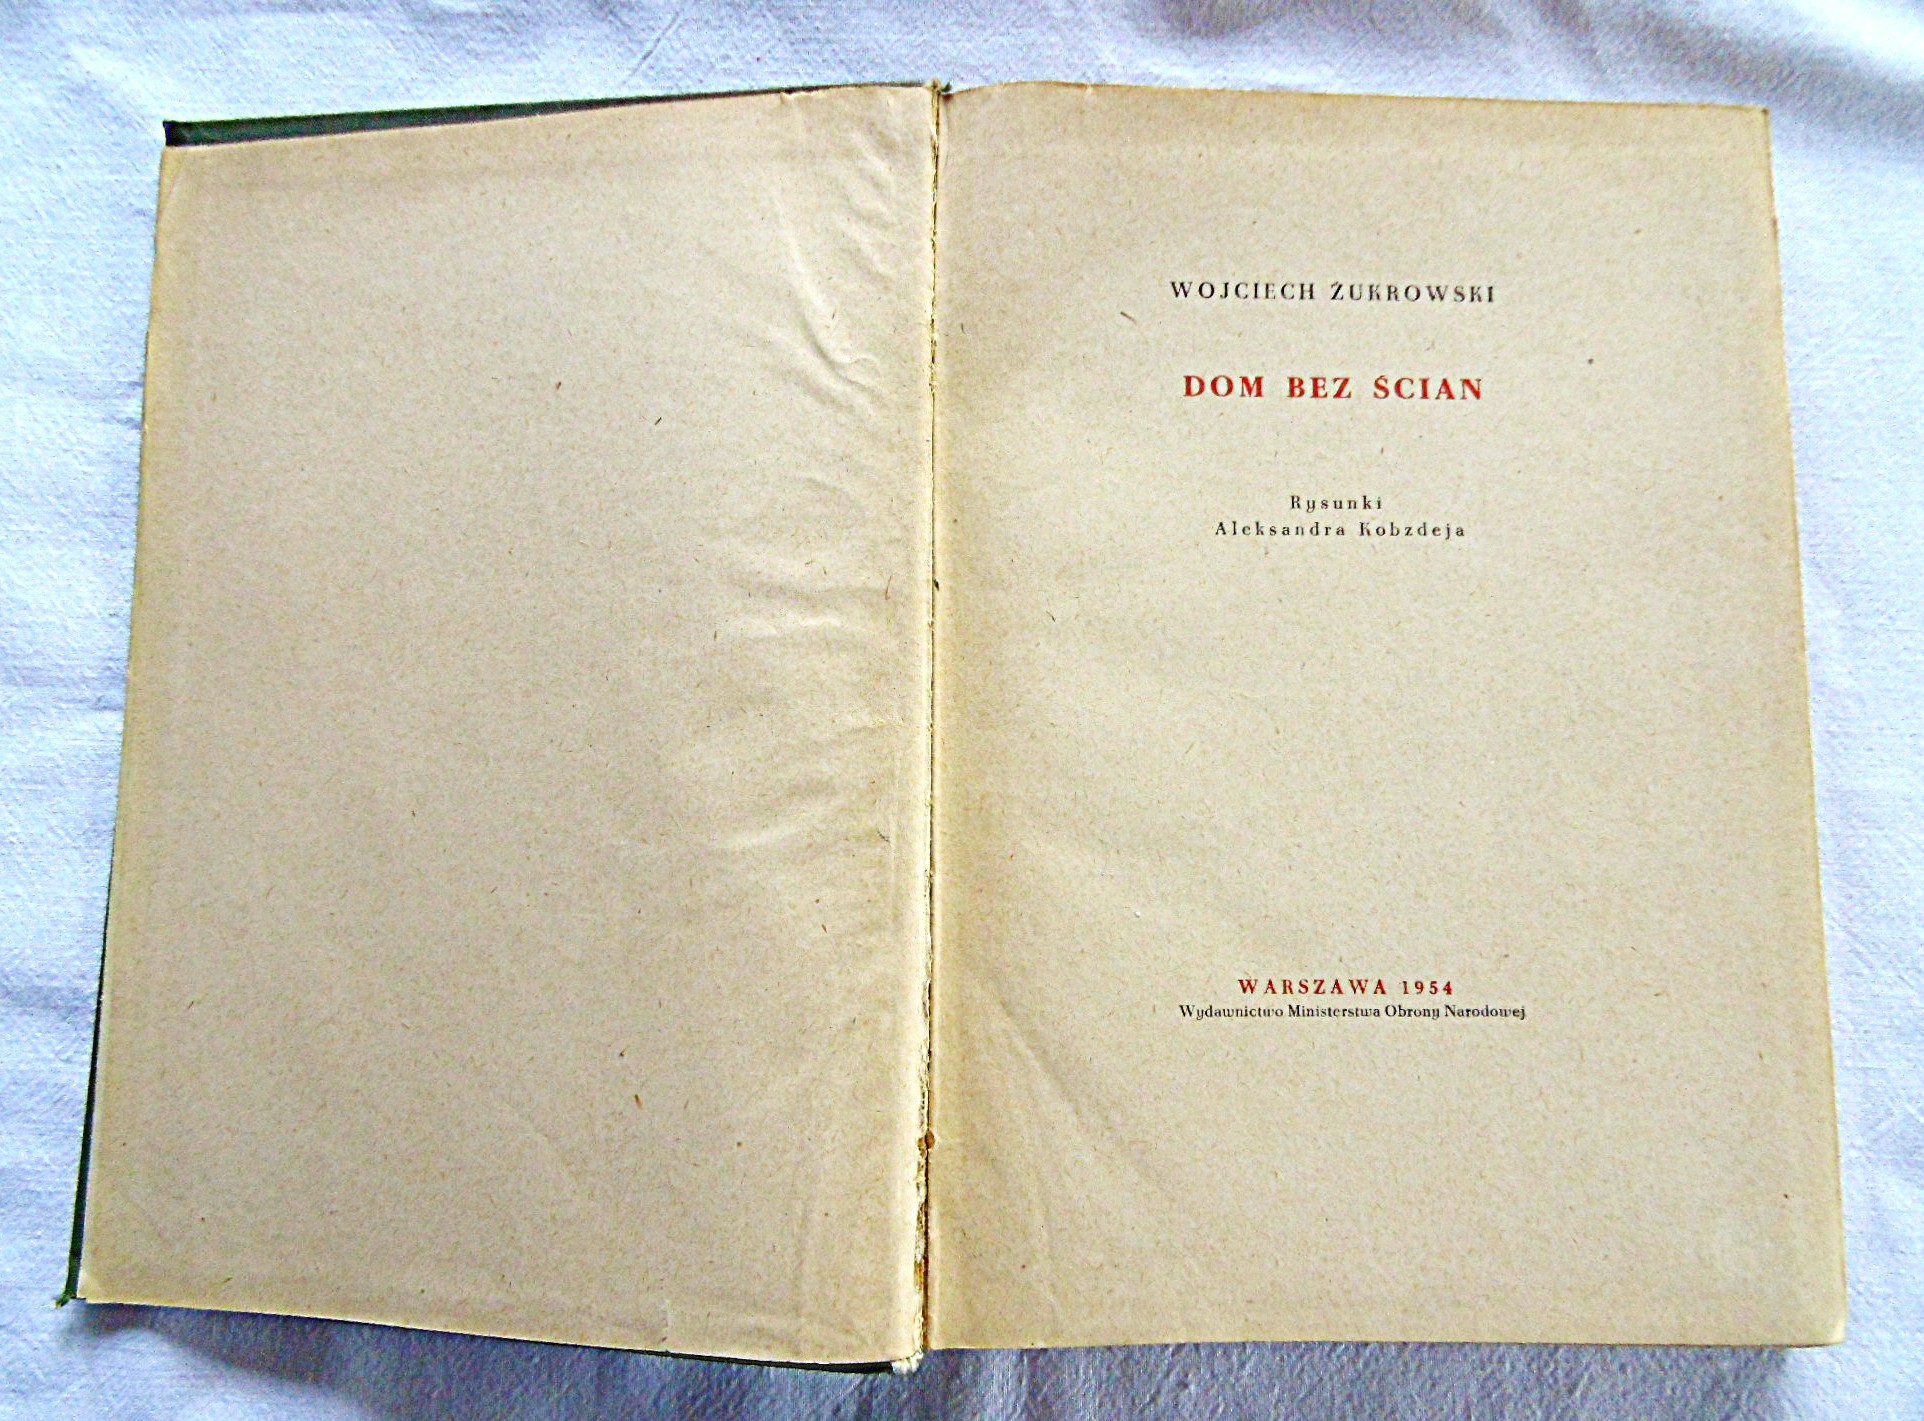 WOJCIECH ŻUKROWSKI
DOM BEZ ŚCIAN
Rysunki
Aleksandra Kobzdeja
WARSZAWA 1954
Wydawnictwo Ministerstwa Obrony Narodowej